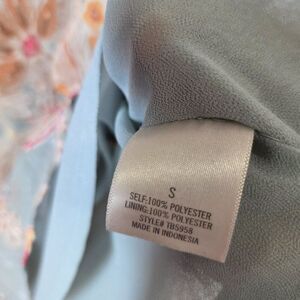 S
SELF:100% POLYESTER
LINING:100% POLYESTER
STYLE# TB5958
MADE IN INDONESIA